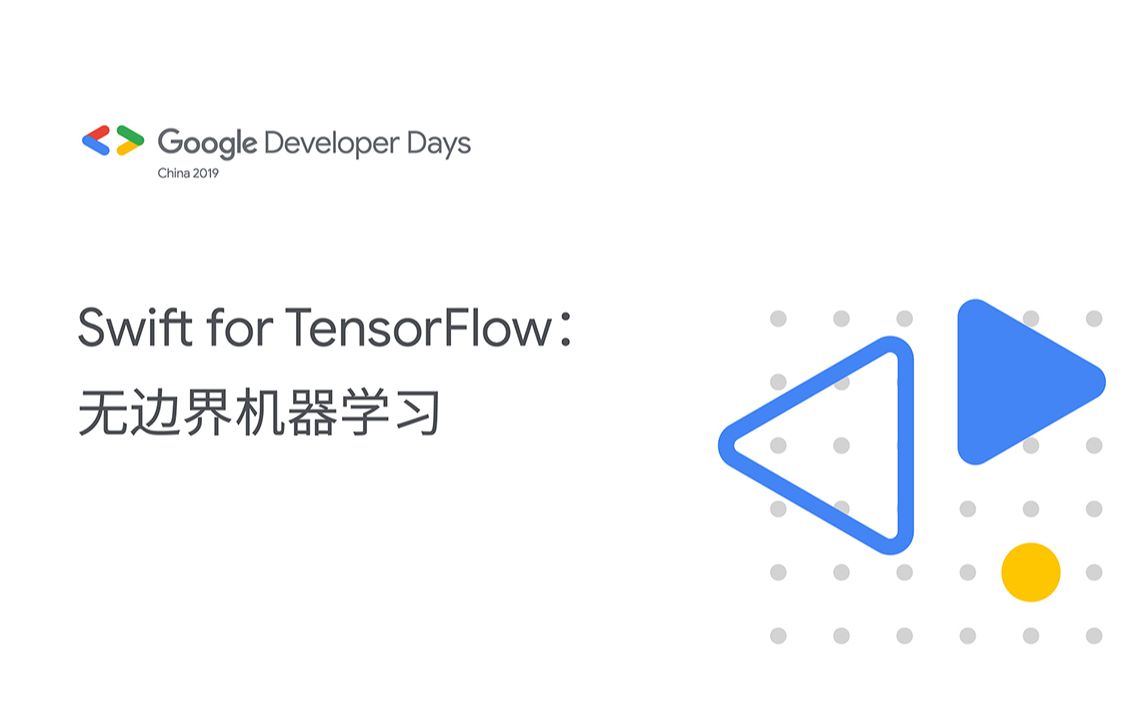 Google Developer Days
China 2019
Swift for TensorFlow：
无边界机器学习